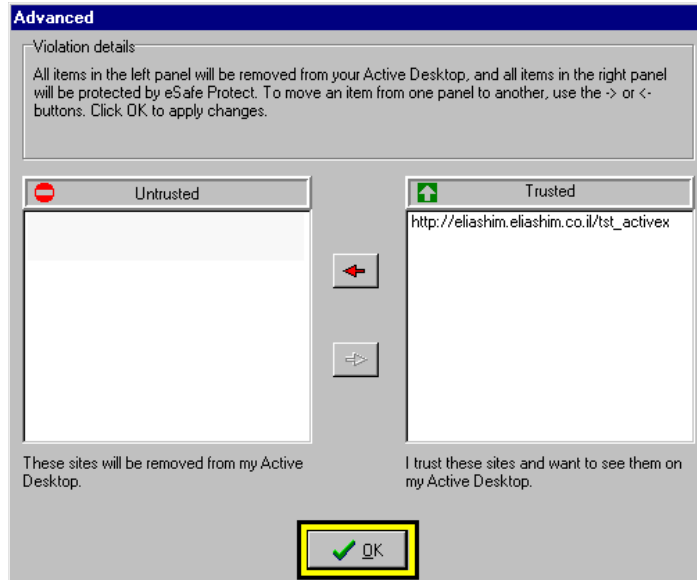 Advanced
Violation details
All items in the left panel will be removed from your Active Desktop, and all items in the right panel
will be protected by eSafe Protect. To move an item from one panel to another, use the -> or <-
buttons. Click OK to apply changes.
Untrusted
Trusted
http://eliashim.eliashim.co.il/tst_activex
These sites will be removed from my Active
Desktop.
I trust these sites and want to see them on
my Active Desktop.
OK